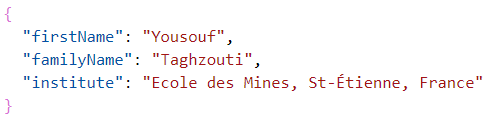 {
  "firstName": "Yousouf",
  "familyName": "Taghzouti",
  "institute": "Ecole des Mines, St-Étienne, France"
}